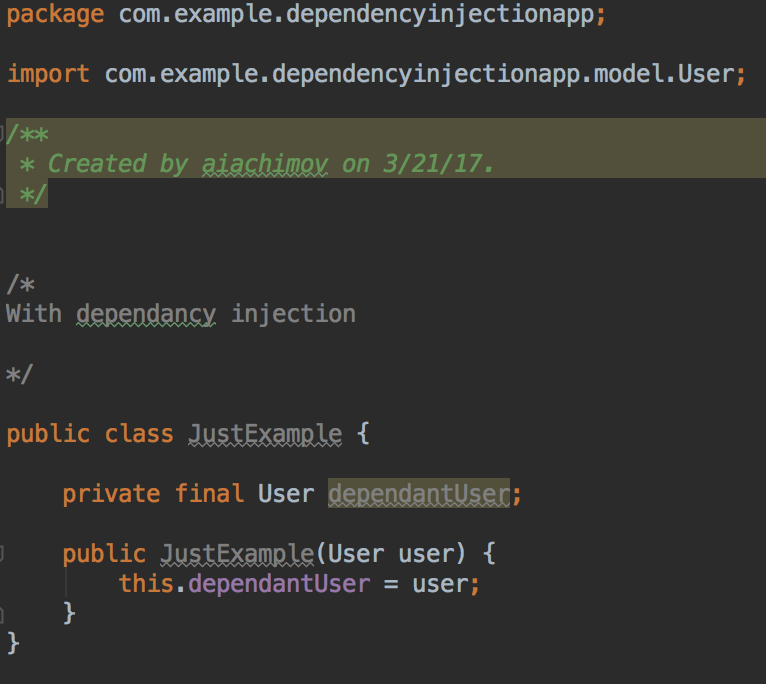 package com.example.dependencyinjectionapp;
import com.example.dependencyinjectionapp.model.User;
/**
 * Created by aiachimov on 3/21/17.
 */
/*
With dependancy injection
*/
public class JustExample {
    private final User dependantUser;
    public JustExample(User user) {
        this.dependantUser = user;
    }
}